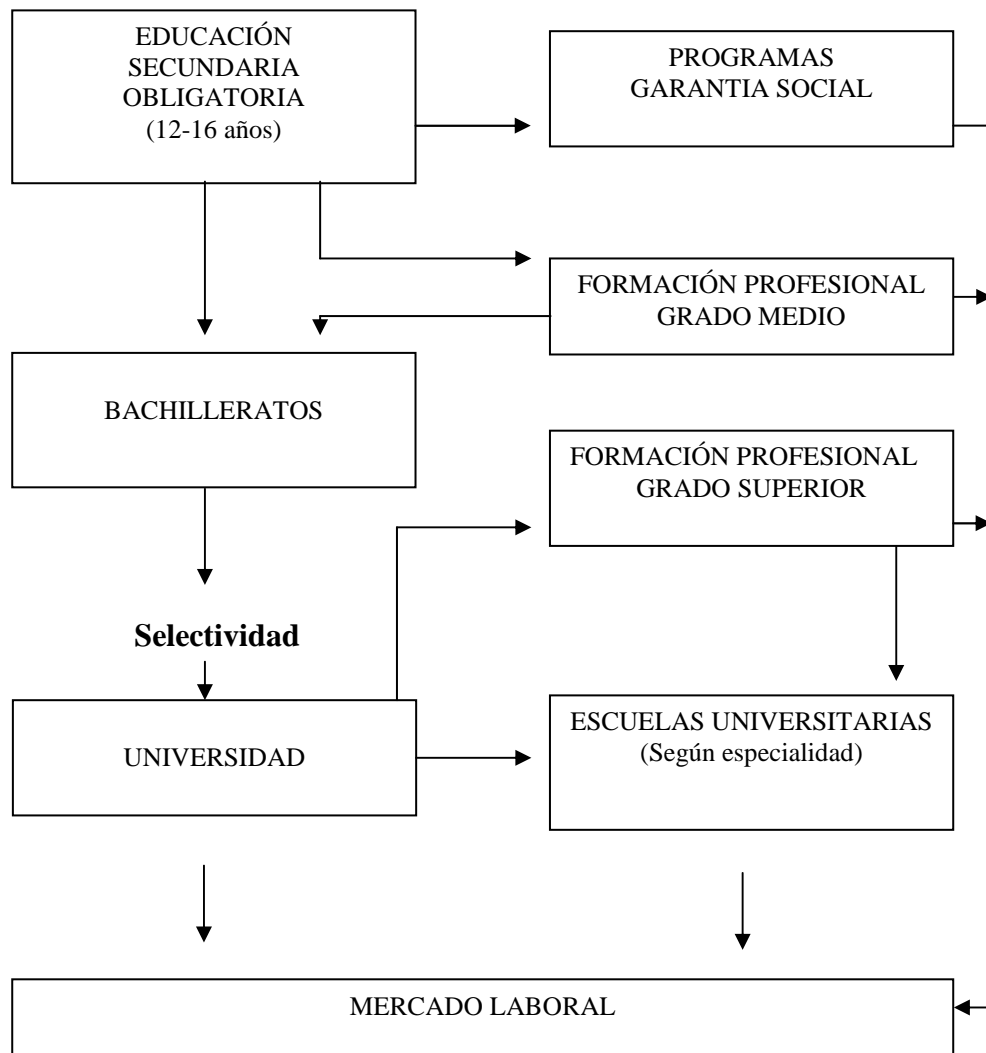 EDUCACIÓN
SECUNDARIA
OBLIGATORIA
(12-16 años)
PROGRAMAS
GARANTIA SOCIAL
FORMACIÓN PROFESIONAL
GRADO MEDIO
BACHILLERATOS
FORMACIÓN PROFESIONAL
GRADO SUPERIOR
Selectividad
UNIVERSIDAD
ESCUELAS UNIVERSITARIAS
(Según especialidad)
MERCADO LABORAL